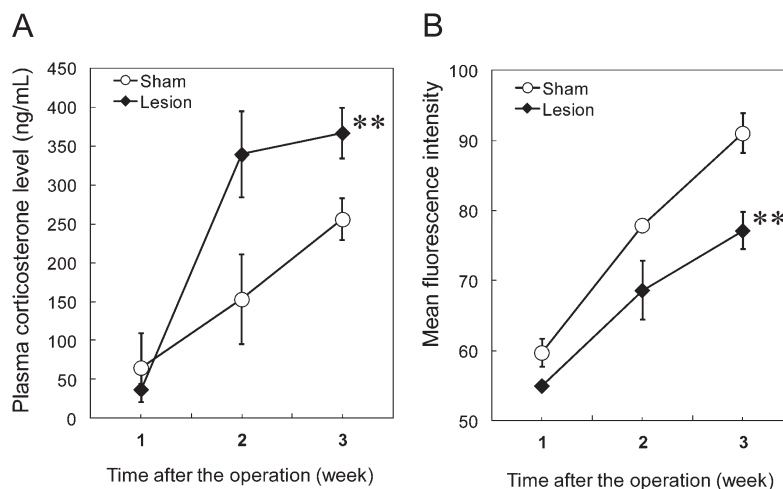 A
Plasma corticosterone level (ng/mL)
450
400
350
300
250
200
150
100
50
0
Sham
Lesion
**
1 2 3
Time after the operation (week)
B
Mean fluorescence intensity
100
90
80
70
60
50
Sham
Lesion
**
1 2 3
Time after the operation (week)